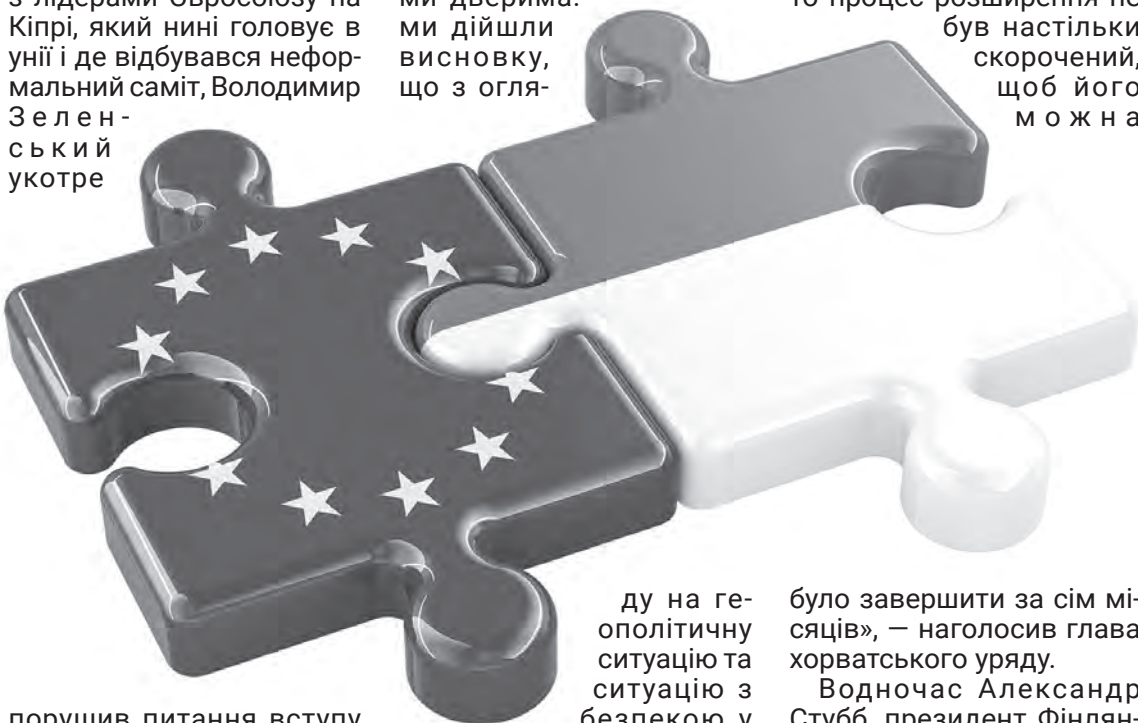 з лідерами Євросоюзу на
Кіпрі, який нині головує в
унії і де відбувався нефор-
мальний саміт, Володимир
Зелен-
ський
укотре
порушив питання вступу
ми дверима:
ми дійшли
висновку,
що з огля-
ду на ге-
ополітичну
ситуацію та
ситуацію з
безпекою у
то процес розширення
був настільки
скорочений,
щоб його
можна
було завершити за сім мі-
сяців», — наголосив глава
хорватського уряду.
Водночас Александр
Стубб, президент Фінлян-